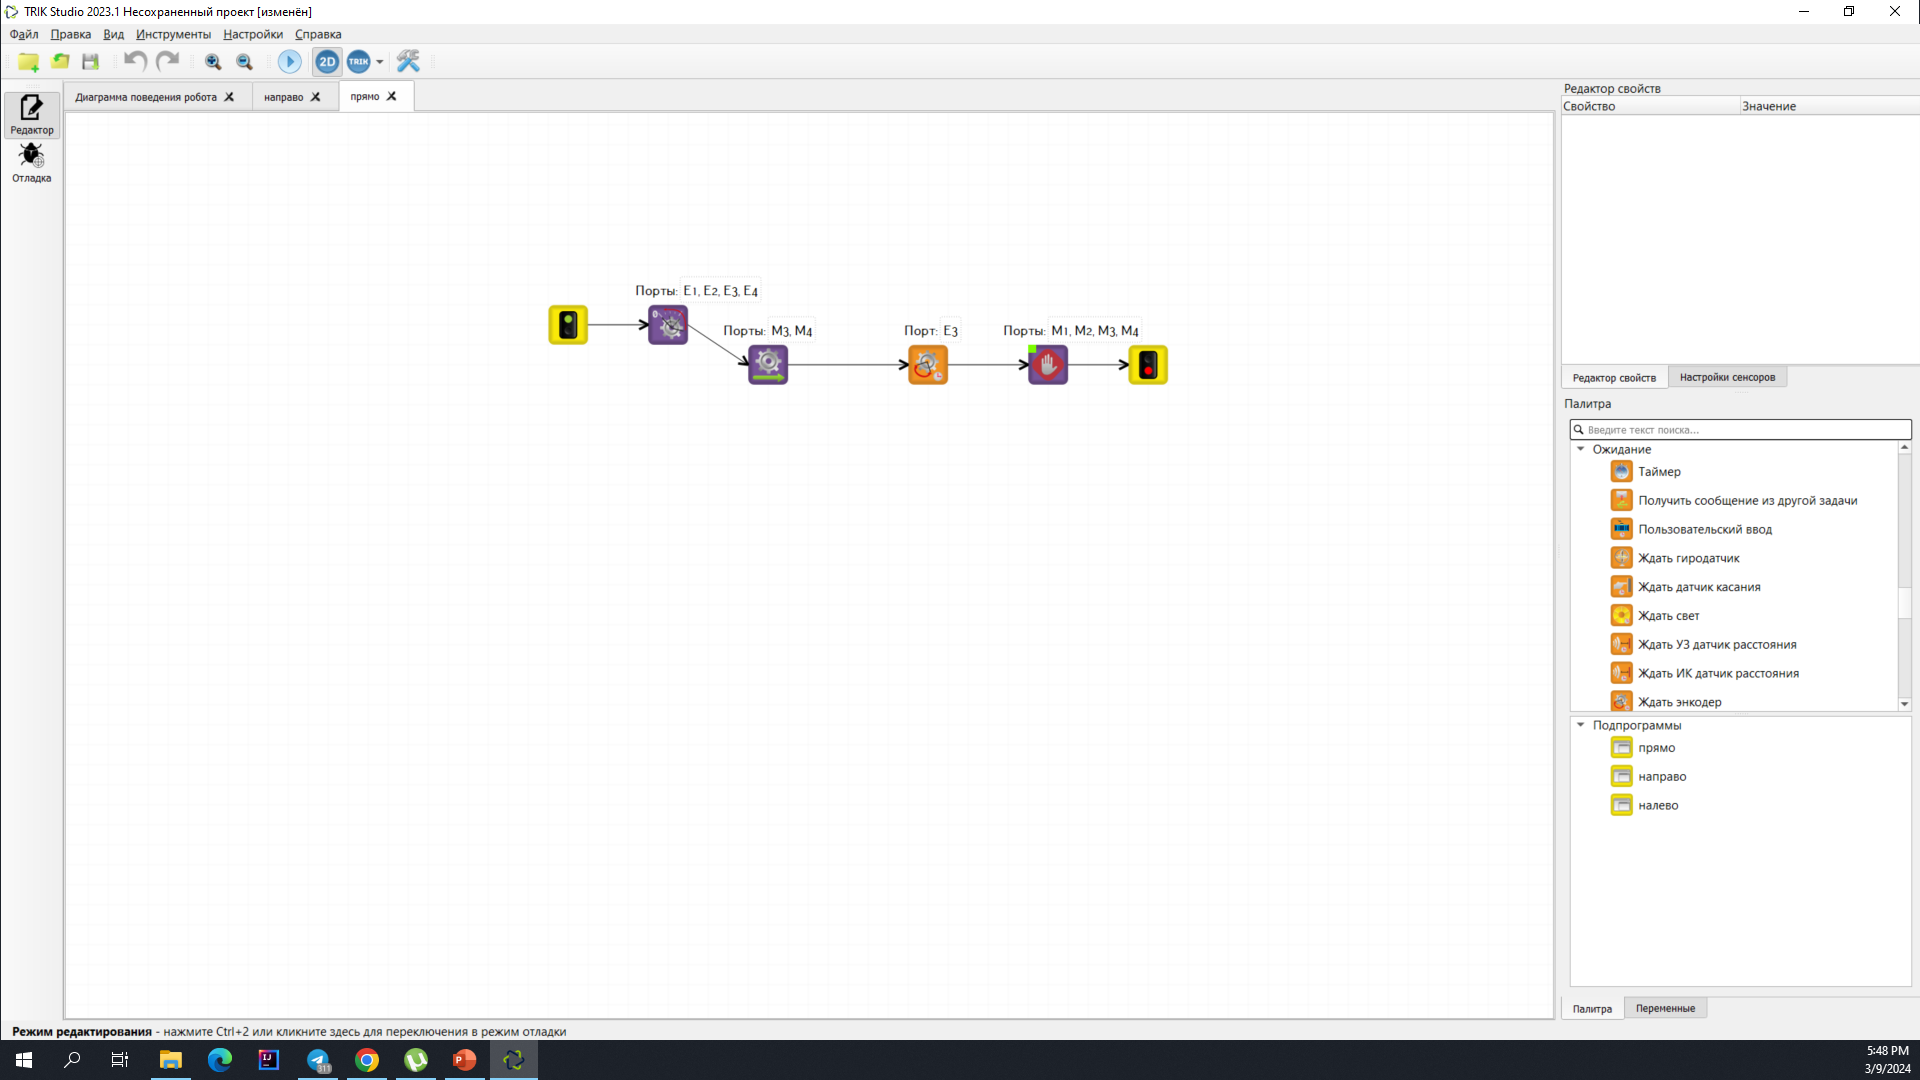 TRIK Studio 2023.1 Несохраненный проект [изменён]
Файл Правка Вид Инструменты Настройки Справка
2D TRIK
Редактор
Отладка
Диаграмма поведения робота направо прямо
Порты: E1, E2, E3, E4
Порты: M3, M4
Порт: E3
Порты: M1, M2, M3, M4
Редактор свойств
Свойство Значение
Редактор свойств Настройки сенсоров
Палитра
Введите текст поиска...
Ожидание
Таймер
Получить сообщение из другой задачи
Пользовательский ввод
Ждать гиродатчик
Ждать датчик касания
Ждать свет
Ждать УЗ датчик расстояния
Ждать ИК датчик расстояния
Ждать энкодер
Подпрограммы
прямо
направо
налево
Палитра Переменные
Режим редактирования - нажмите Ctrl+2 или кликните здесь для переключения в режим отладки
311
5:48 PM
3/9/2024